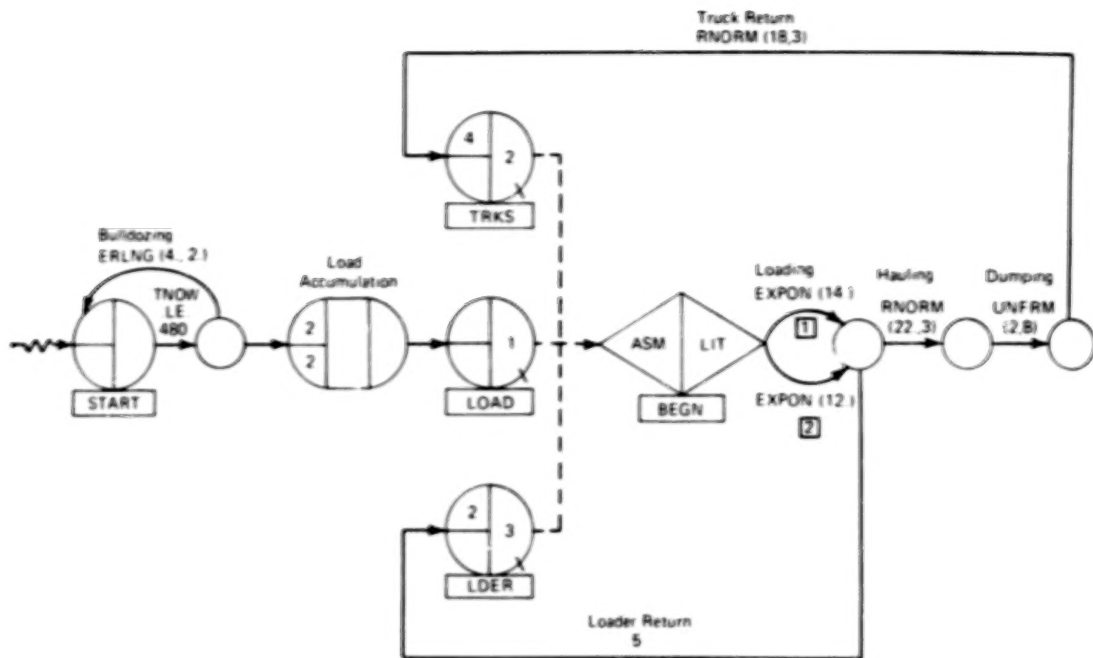 Truck Return
RNORM (18,3)
4
2
TRKS
Bulldozing
ERLNG (4., 2.)
TNOW
LE
480
START
Load
Accumulation
2
2
1
LOAD
ASM
LIT
BEGN
Loading
EXPON (14.)
1
EXPON (12.)
2
Hauling
RNORM
(22.,3)
Dumping
UNFRM
(2,8)
2
3
LDER
Loader Return
5